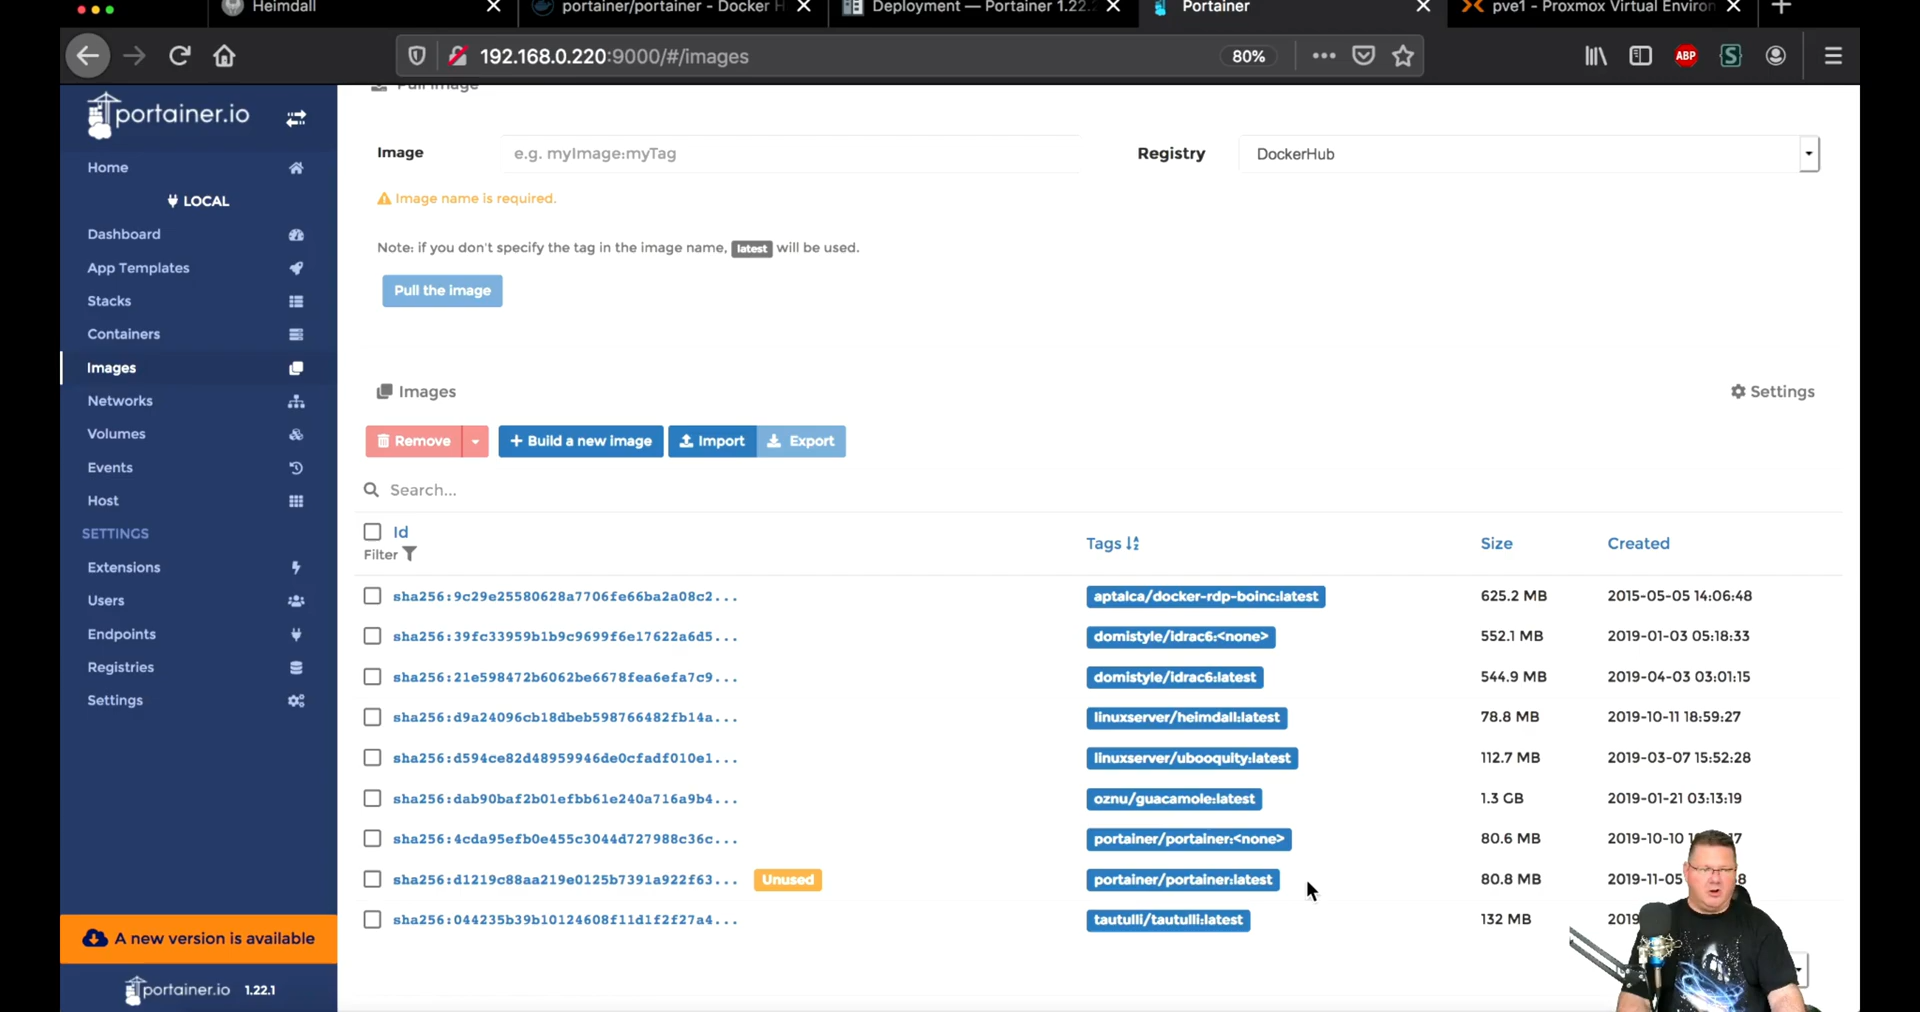 Heimdall
portainer/portainer - Docker H
Deployment — Portainer 1.22.
Portainer
pve1 - Proxmox Virtual Environ
192.168.0.220:9000/#/images
80%
ABP
S
portainer.io
Home
LOCAL
Dashboard
App Templates
Stacks
Containers
Images
Networks
Volumes
Events
Host
SETTINGS
Extensions
Users
Endpoints
Registries
Settings
A new version is available
portainer.io 1.22.1
Pull image
Image e.g. myImage:myTag
Registry DockerHub
Image name is required.
Note: if you don't specify the tag in the image name, latest will be used.
Pull the image
Images
Settings
Remove
+ Build a new image
Import
Export
Search...
Id
Filter
Tags
Size
Created
sha256:9c29e25580628a7706fe66ba2a08c2... aptalca/docker-rdp-boinc:latest 625.2 MB 2015-05-05 14:06:48
sha256:39fc33959b1b9c9699f6e17622a6d5... domistyle/idrac6:<none> 552.1 MB 2019-01-03 05:18:33
sha256:21e598472b6062be6678fea6efa7c9... domistyle/idrac6:latest 544.9 MB 2019-04-03 03:01:15
sha256:d9a24096cb18dbeb598766482fb14a... linuxserver/heimdall:latest 78.8 MB 2019-10-11 18:59:27
sha256:d594ce82d48959946de0cfadf010e1... linuxserver/ubooquity:latest 112.7 MB 2019-03-07 15:52:28
sha256:dab90baf2b01efbb61e240a716a9b4... oznu/guacamole:latest 1.3 GB 2019-01-21 03:13:19
sha256:4cda95efb0e455c3044d727988c36c... portainer/portainer:<none> 80.6 MB 2019-10-10
sha256:d1219c88aa219e0125b7391a922f63... Unused portainer/portainer:latest 80.8 MB 2019-11-05
sha256:044235b39b10124608f11d1f2f27a4... tautulli/tautulli:latest 132 MB 2019